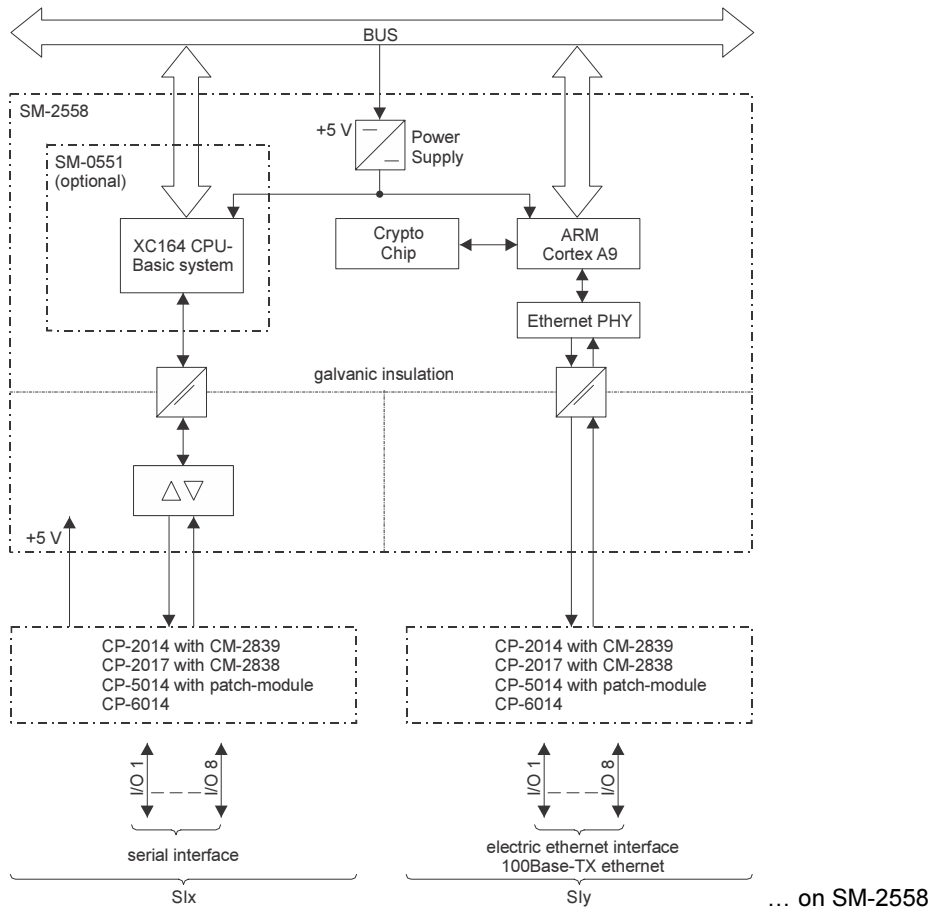 BUS
SM-2558
+5 V
Power
Supply
SM-0551
(optional)
XC164 CPU-
Basic system
Crypto
Chip
ARM
Cortex A9
Ethernet PHY
galvanic insulation
+5 V
CP-2014 with CM-2839
CP-2017 with CM-2838
CP-5014 with patch-module
CP-6014
CP-2014 with CM-2839
CP-2017 with CM-2838
CP-5014 with patch-module
CP-6014
I/O 1
I/O 8
I/O 1
I/O 8
serial interface
electric ethernet interface
100Base-TX ethernet
SIx
SIy
... on SM-2558